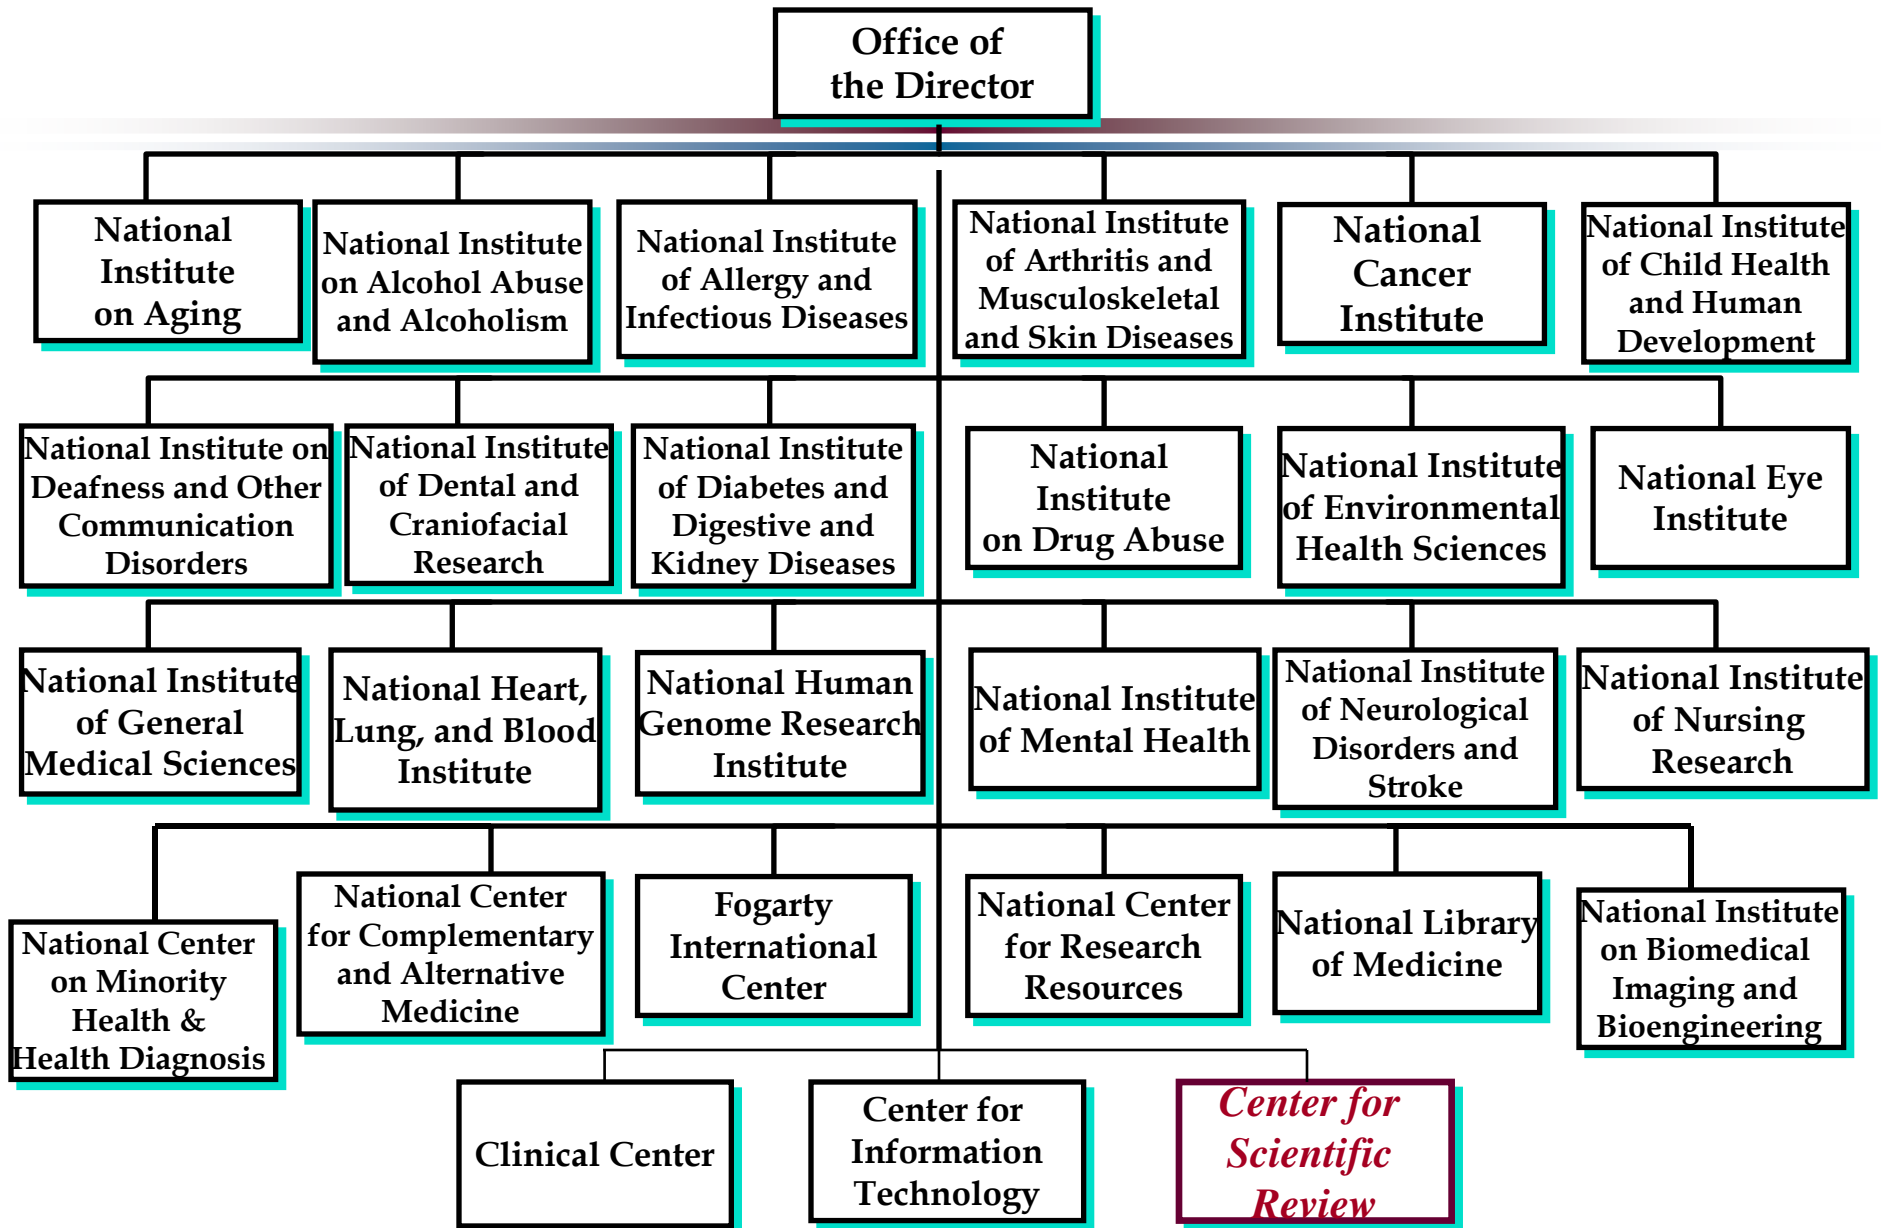 Office of
the Director
National
Institute
on Aging
National Institute
on Alcohol Abuse
and Alcoholism
National Institute
of Allergy and
Infectious Diseases
National Institute
of Arthritis and
Musculoskeletal
and Skin Diseases
National
Cancer
Institute
National Institute
of Child Health
and Human
Development
National Institute on
Deafness and Other
Communication
Disorders
National Institute
of Dental and
Craniofacial
Research
National Institute
of Diabetes and
Digestive and
Kidney Diseases
National
Institute
on Drug Abuse
National Institute
of Environmental
Health Sciences
National Eye
Institute
National Institute
of General
Medical Sciences
National Heart,
Lung, and Blood
Institute
National Human
Genome Research
Institute
National Institute
of Mental Health
National Institute
of Neurological
Disorders and
Stroke
National Institute
of Nursing
Research
National Center
on Minority
Health &
Health Diagnosis
National Center
for Complementary
and Alternative
Medicine
Fogarty
International
Center
National Center
for Research
Resources
National Library
of Medicine
National Institute
on Biomedical
Imaging and
Bioengineering
Clinical Center
Center for
Information
Technology
Center for
Scientific
Review